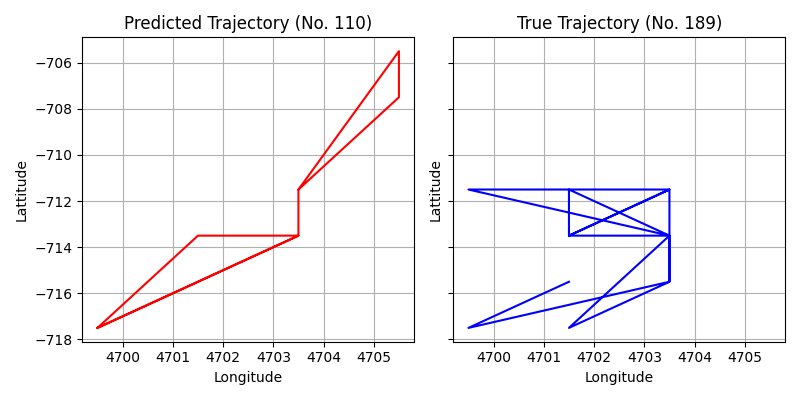 Predicted Trajectory (No. 110)
True Trajectory (No. 189)
−706
−708
−710
−712
−714
−716
−718
Lattitude
Lattitude
4700 4701 4702 4703 4704 4705
4700 4701 4702 4703 4704 4705
Longitude
Longitude